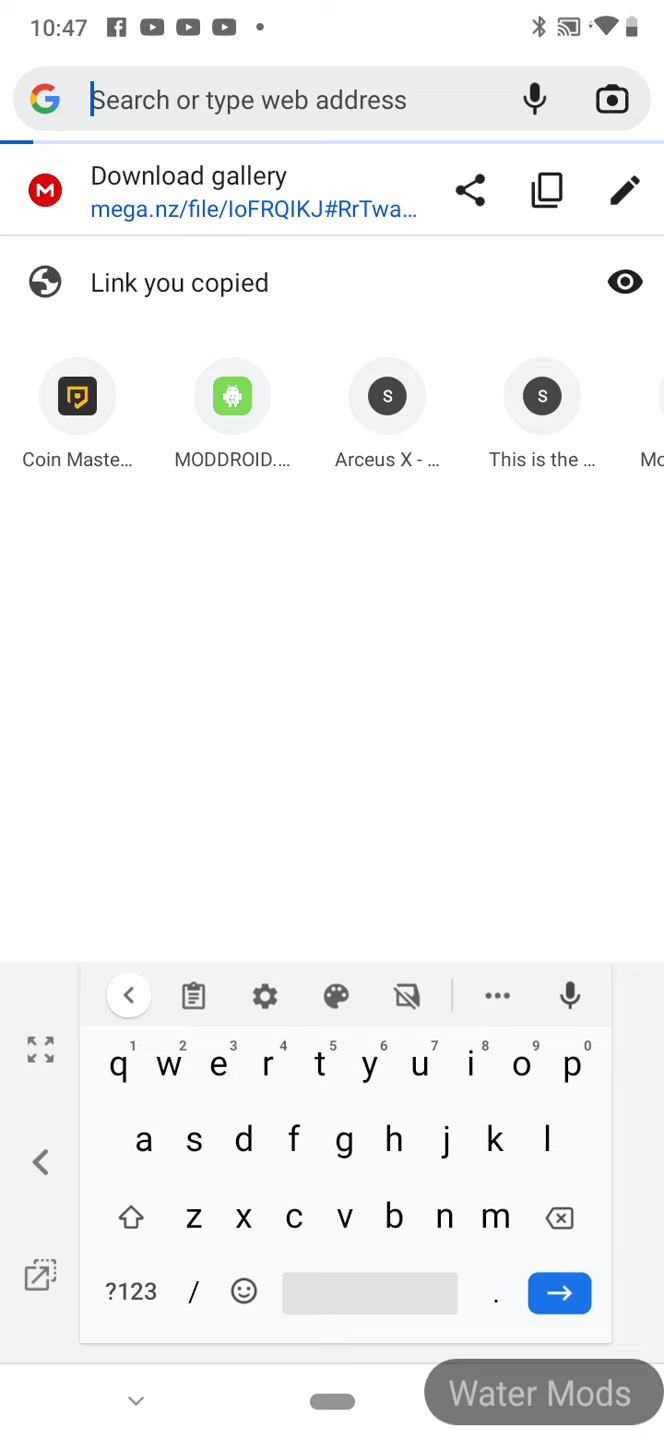 10:47
Search or type web address
Download gallery
mega.nz/file/IoFRQIKJ#RrTwa...
Link you copied
S
S
Coin Maste...
MODDROID....
Arceus X - ...
This is the ...
Mo
1 2 3 4 5 6 7 8 9 0
q w e r t y u i o p
a s d f g h j k l
z x c v b n m
?123 / .
Water Mods